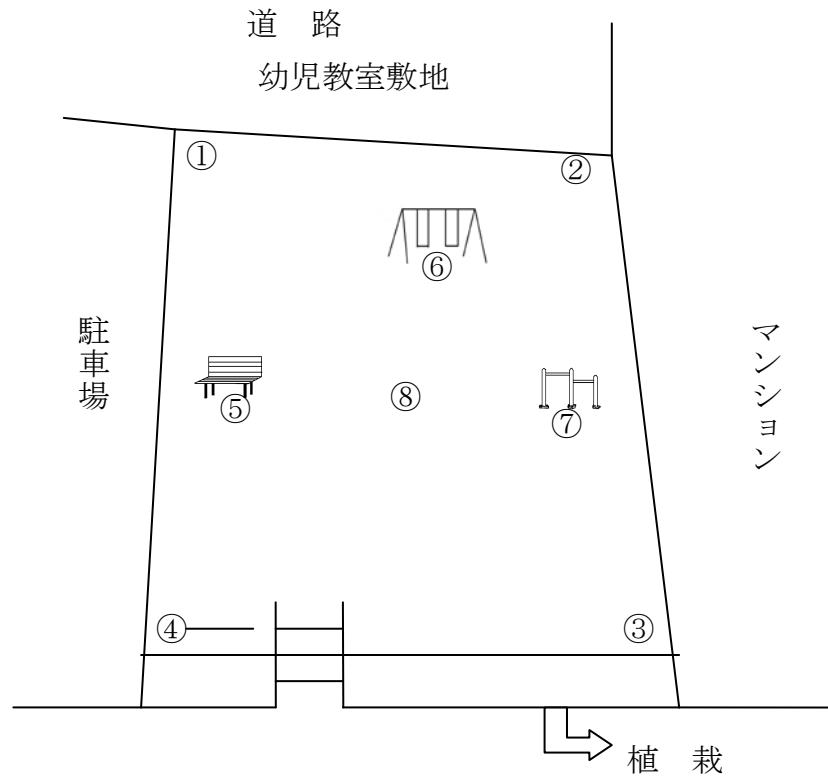 道 路
幼児教室敷地
①
②
⑥
駐車場
マンション
⑤
⑧
⑦
④
③
植 栽